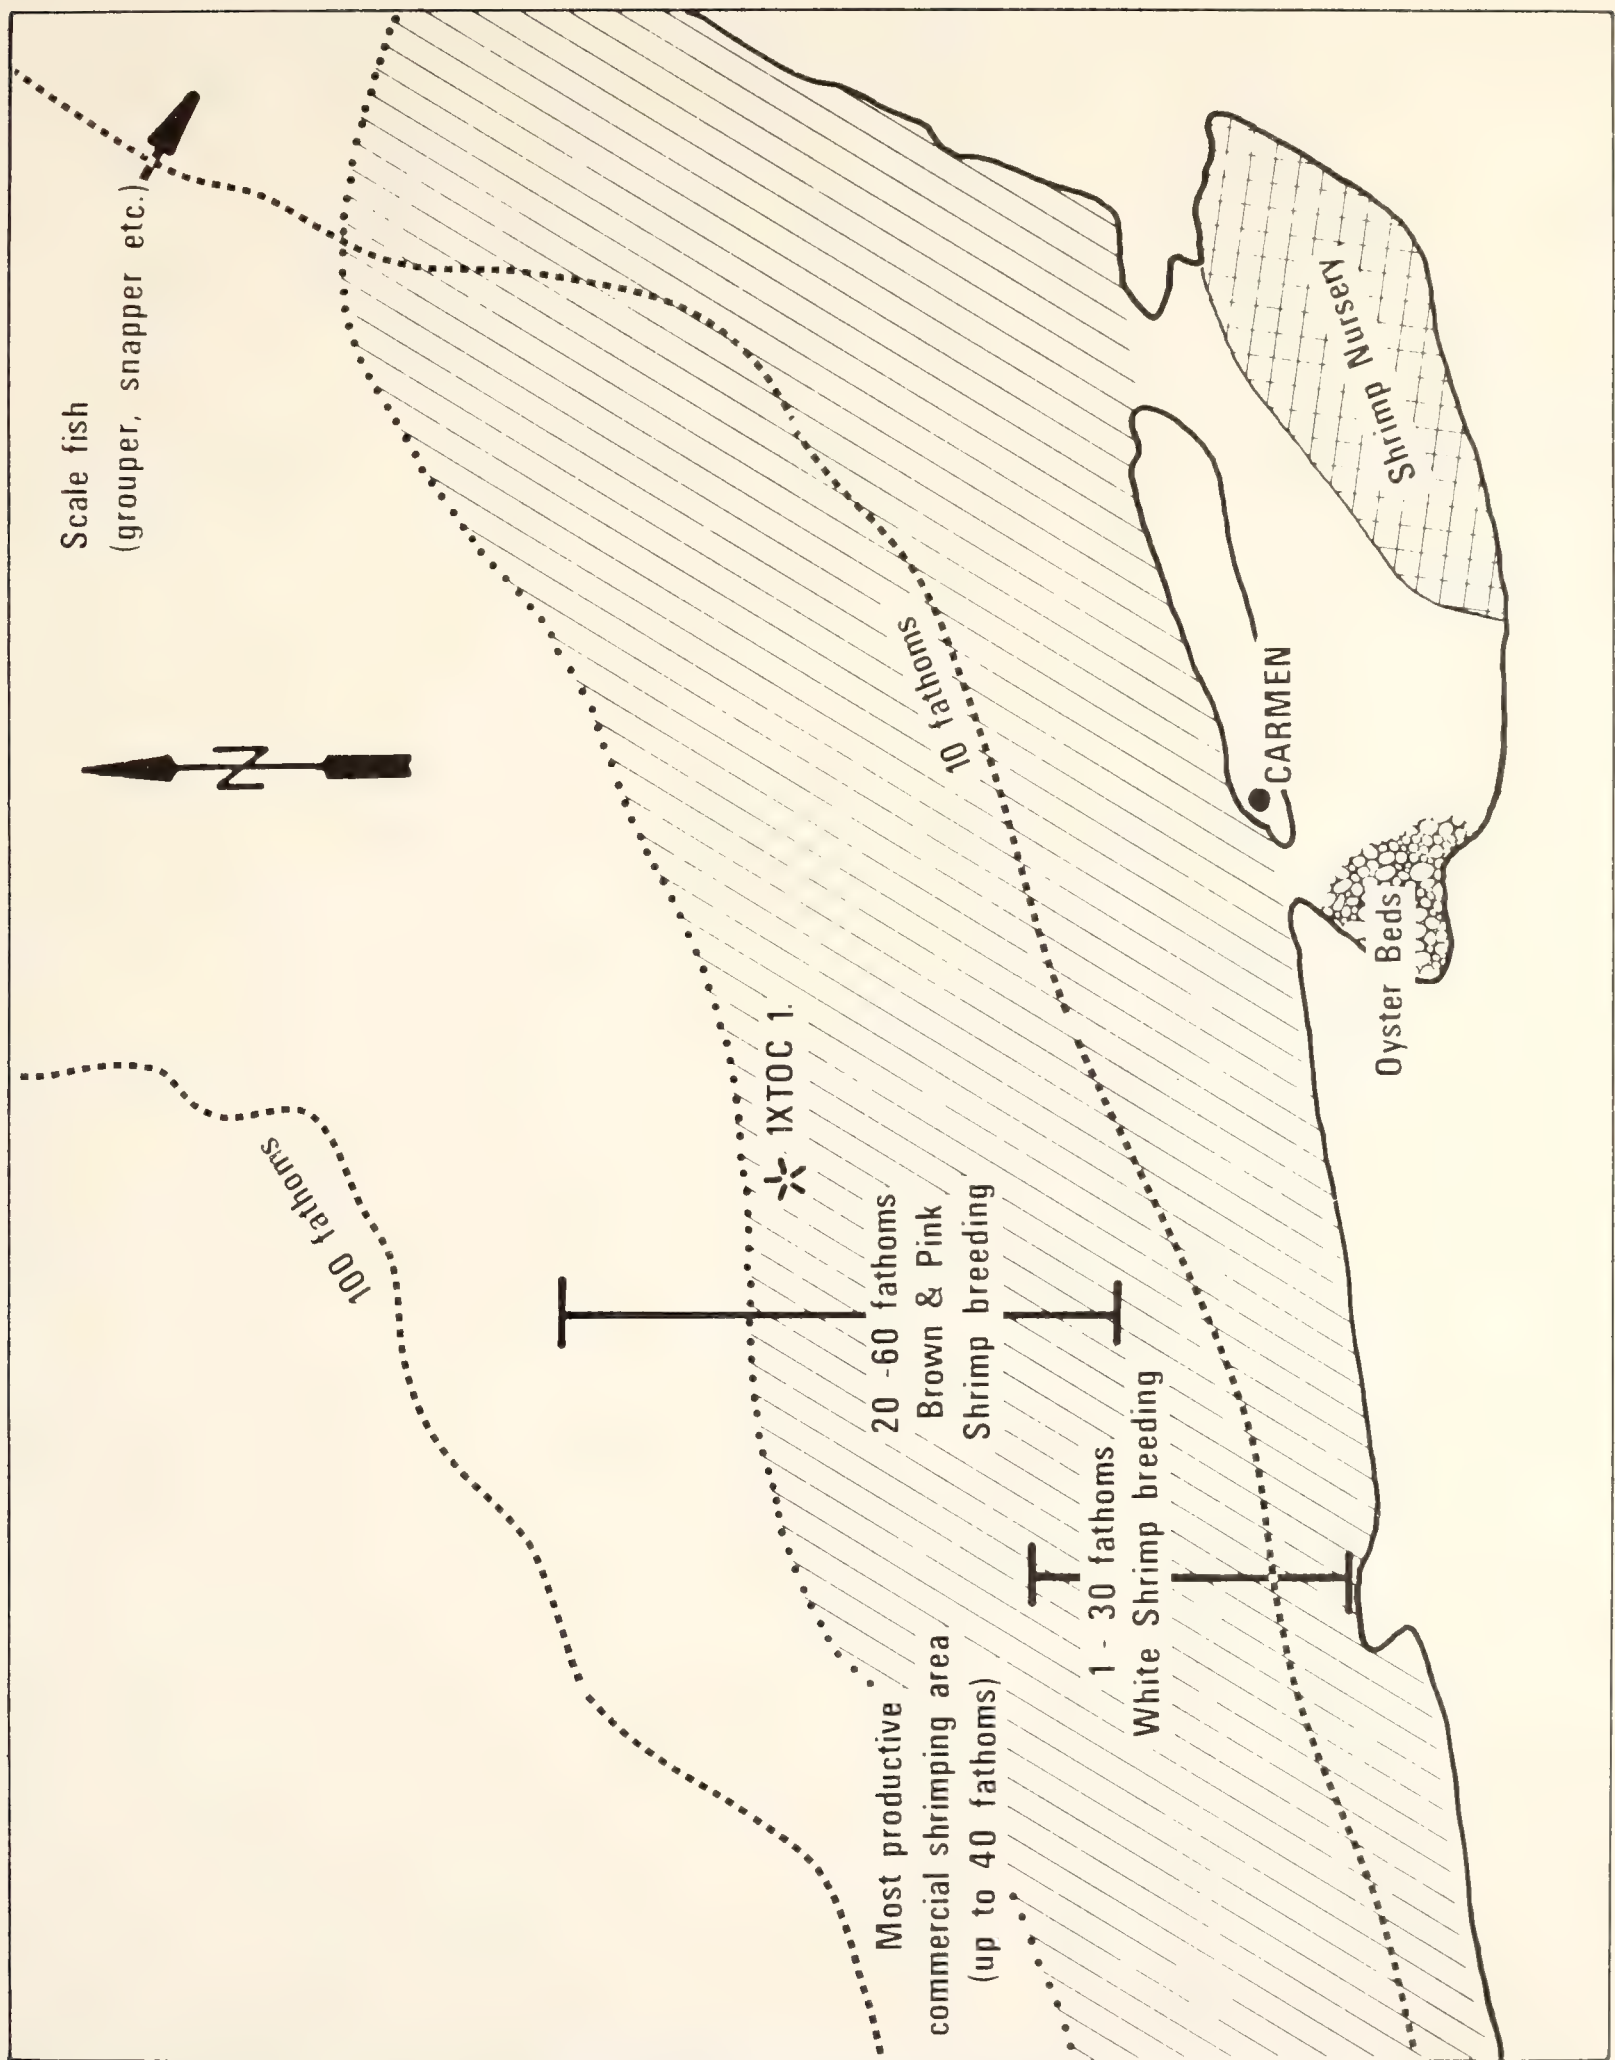 Scale fish
(grouper, snapper etc.)
N
100 fathoms
10 fathoms
1XTOC 1.
20 -60 fathoms
Brown & Pink
Shrimp breeding
Most productive
commercial shrimping area
(up to 40 fathoms)
1 - 30 fathoms
White Shrimp breeding
CARMEN
Shrimp Nursery
Oyster Beds